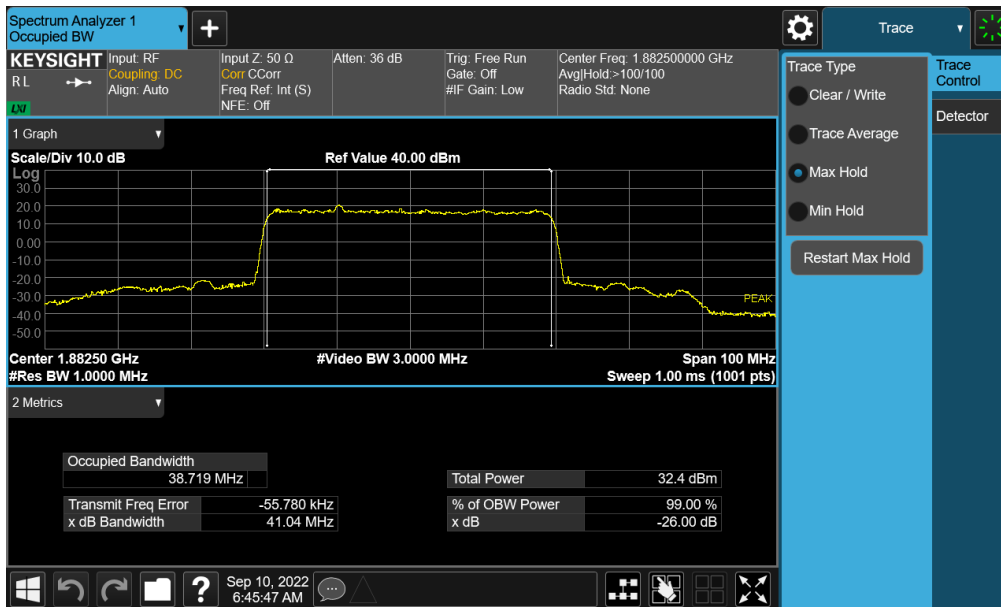 Spectrum Analyzer 1
Occupied BW
Trace
KEYSIGHT
R L
LXI
Input: RF
Coupling: DC
Align: Auto
Input Z: 50 Ω
Corr CCorr
Freq Ref: Int (S)
NFE: Off
Atten: 36 dB
Trig: Free Run
Gate: Off
#IF Gain: Low
Center Freq: 1.882500000 GHz
Avg|Hold:>100/100
Radio Std: None
Trace Type
Clear / Write
Trace Average
Max Hold
Min Hold
Restart Max Hold
Trace
Control
Detector
1 Graph
Scale/Div 10.0 dB
Ref Value 40.00 dBm
Log
30.0
20.0
10.0
0.00
-10.0
-20.0
-30.0
-40.0
-50.0
PEAK
Center 1.88250 GHz
#Video BW 3.0000 MHz
Span 100 MHz
#Res BW 1.0000 MHz
Sweep 1.00 ms (1001 pts)
2 Metrics
Occupied Bandwidth
38.719 MHz
Total Power 32.4 dBm
Transmit Freq Error -55.780 kHz
% of OBW Power 99.00 %
x dB Bandwidth 41.04 MHz
x dB -26.00 dB
?
Sep 10, 2022
6:45:47 AM